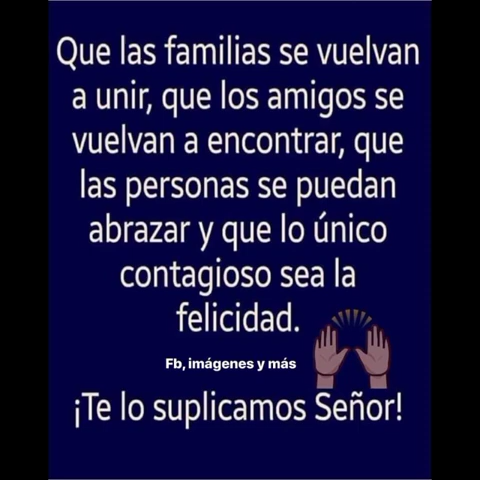 Que las familias se vuelvan
a unir, que los amigos se
vuelvan a encontrar, que
las personas se puedan
abrazar y que lo único
contagioso sea la
felicidad.
Fb, imágenes y más
¡Te lo suplicamos Señor!